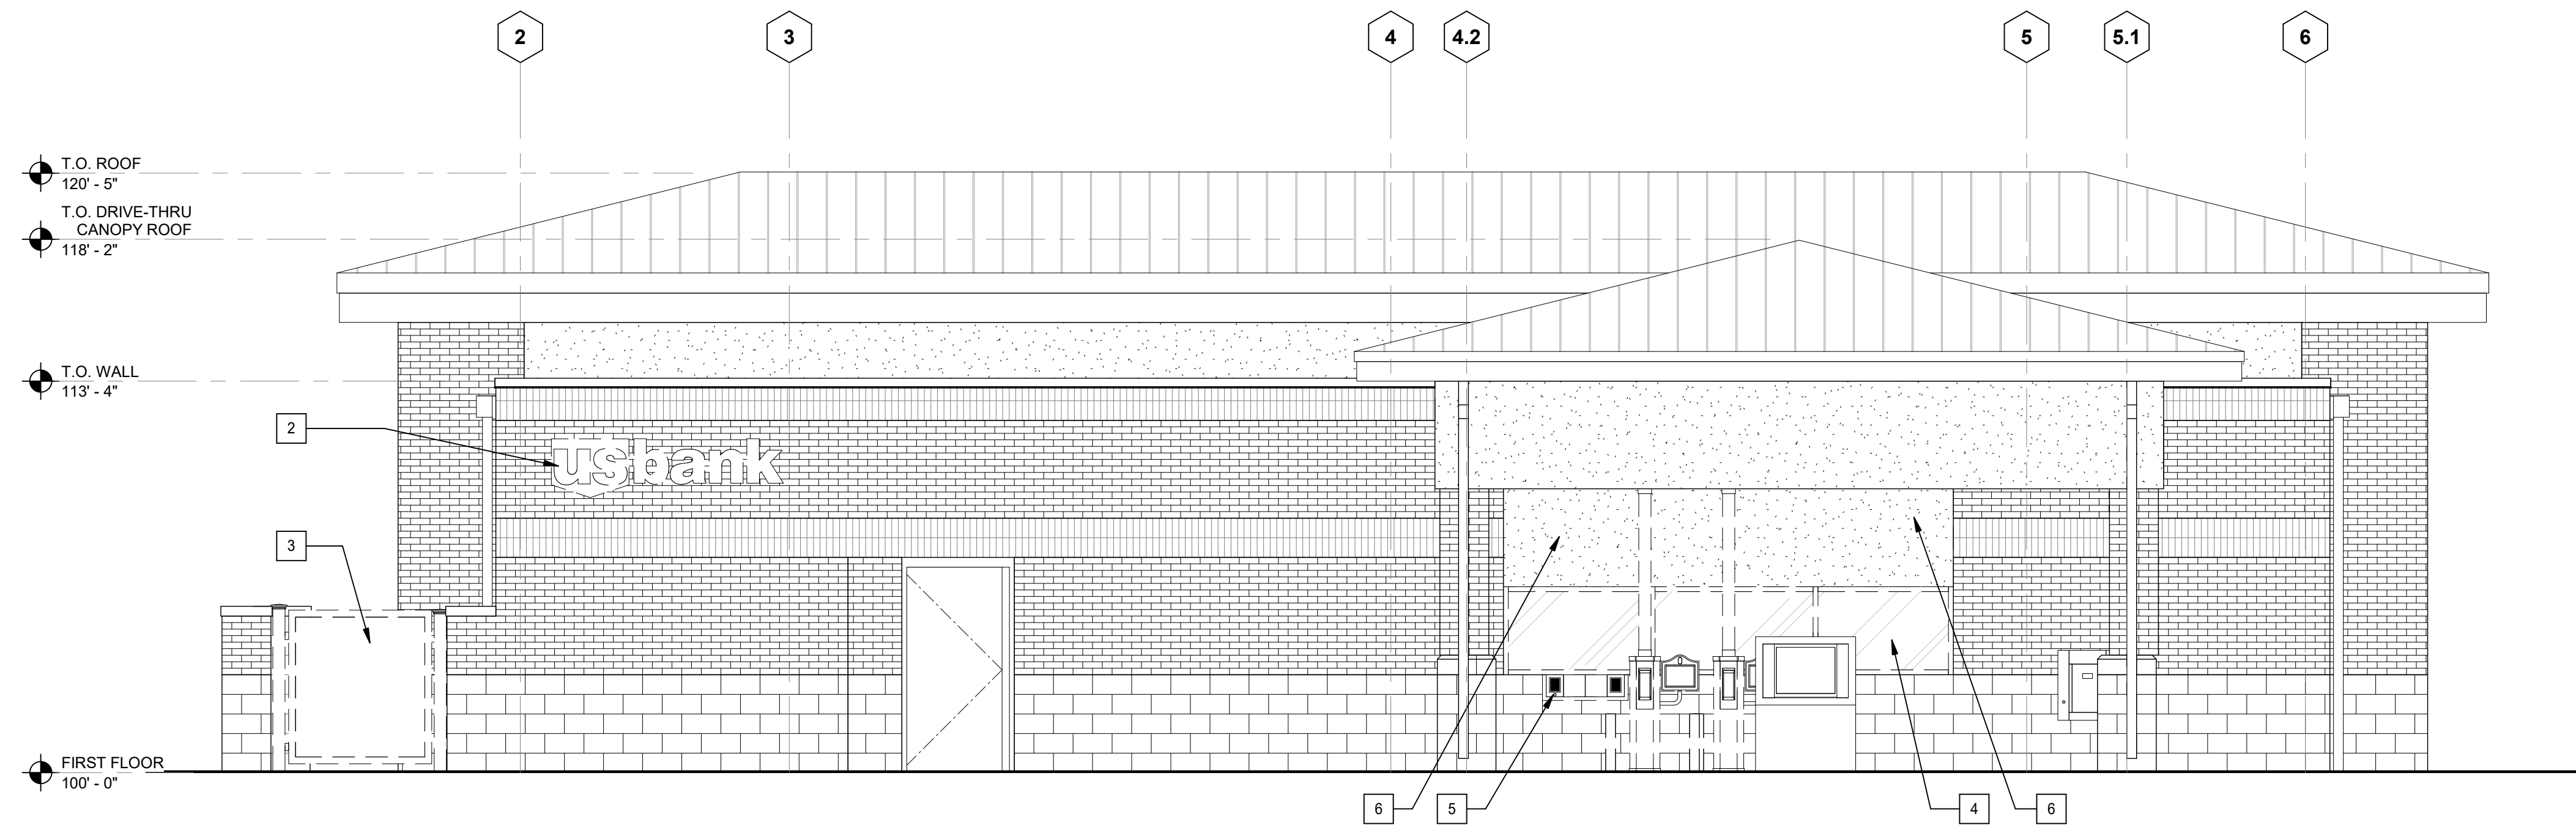 2
3
4
4.2
5
5.1
6
T.O. ROOF
120' - 5"
T.O. DRIVE-THRU
CANOPY ROOF
118' - 2"
T.O. WALL
113' - 4"
2
usbank
3
FIRST FLOOR
100' - 0"
6
5
4
6